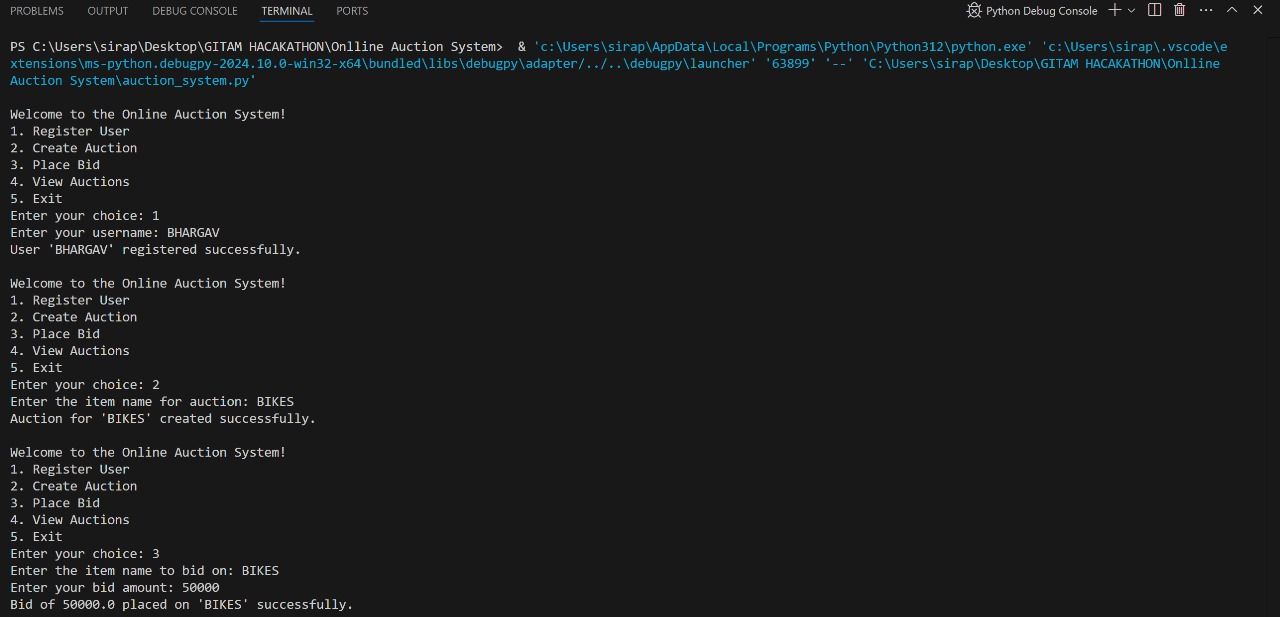 PROBLEMS OUTPUT DEBUG CONSOLE TERMINAL PORTS Python Debug Console
PS C:\Users\sirap\Desktop\GITAM HACAKATHON\Onlline Auction System>  & 'c:\Users\sirap\AppData\Local\Programs\Python\Python312\python.exe' 'c:\Users\sirap\.vscode\e
xtensions\ms-python.debugpy-2024.10.0-win32-x64\bundled\libs\debugpy\adapter/../..\debugpy\launcher' '63899' '--' 'C:\Users\sirap\Desktop\GITAM HACAKATHON\Onlline
Auction System\auction_system.py'
Welcome to the Online Auction System!
1. Register User
2. Create Auction
3. Place Bid
4. View Auctions
5. Exit
Enter your choice: 1
Enter your username: BHARGAV
User 'BHARGAV' registered successfully.
Welcome to the Online Auction System!
1. Register User
2. Create Auction
3. Place Bid
4. View Auctions
5. Exit
Enter your choice: 2
Enter the item name for auction: BIKES
Auction for 'BIKES' created successfully.
Welcome to the Online Auction System!
1. Register User
2. Create Auction
3. Place Bid
4. View Auctions
5. Exit
Enter your choice: 3
Enter the item name to bid on: BIKES
Enter your bid amount: 50000
Bid of 50000.0 placed on 'BIKES' successfully.